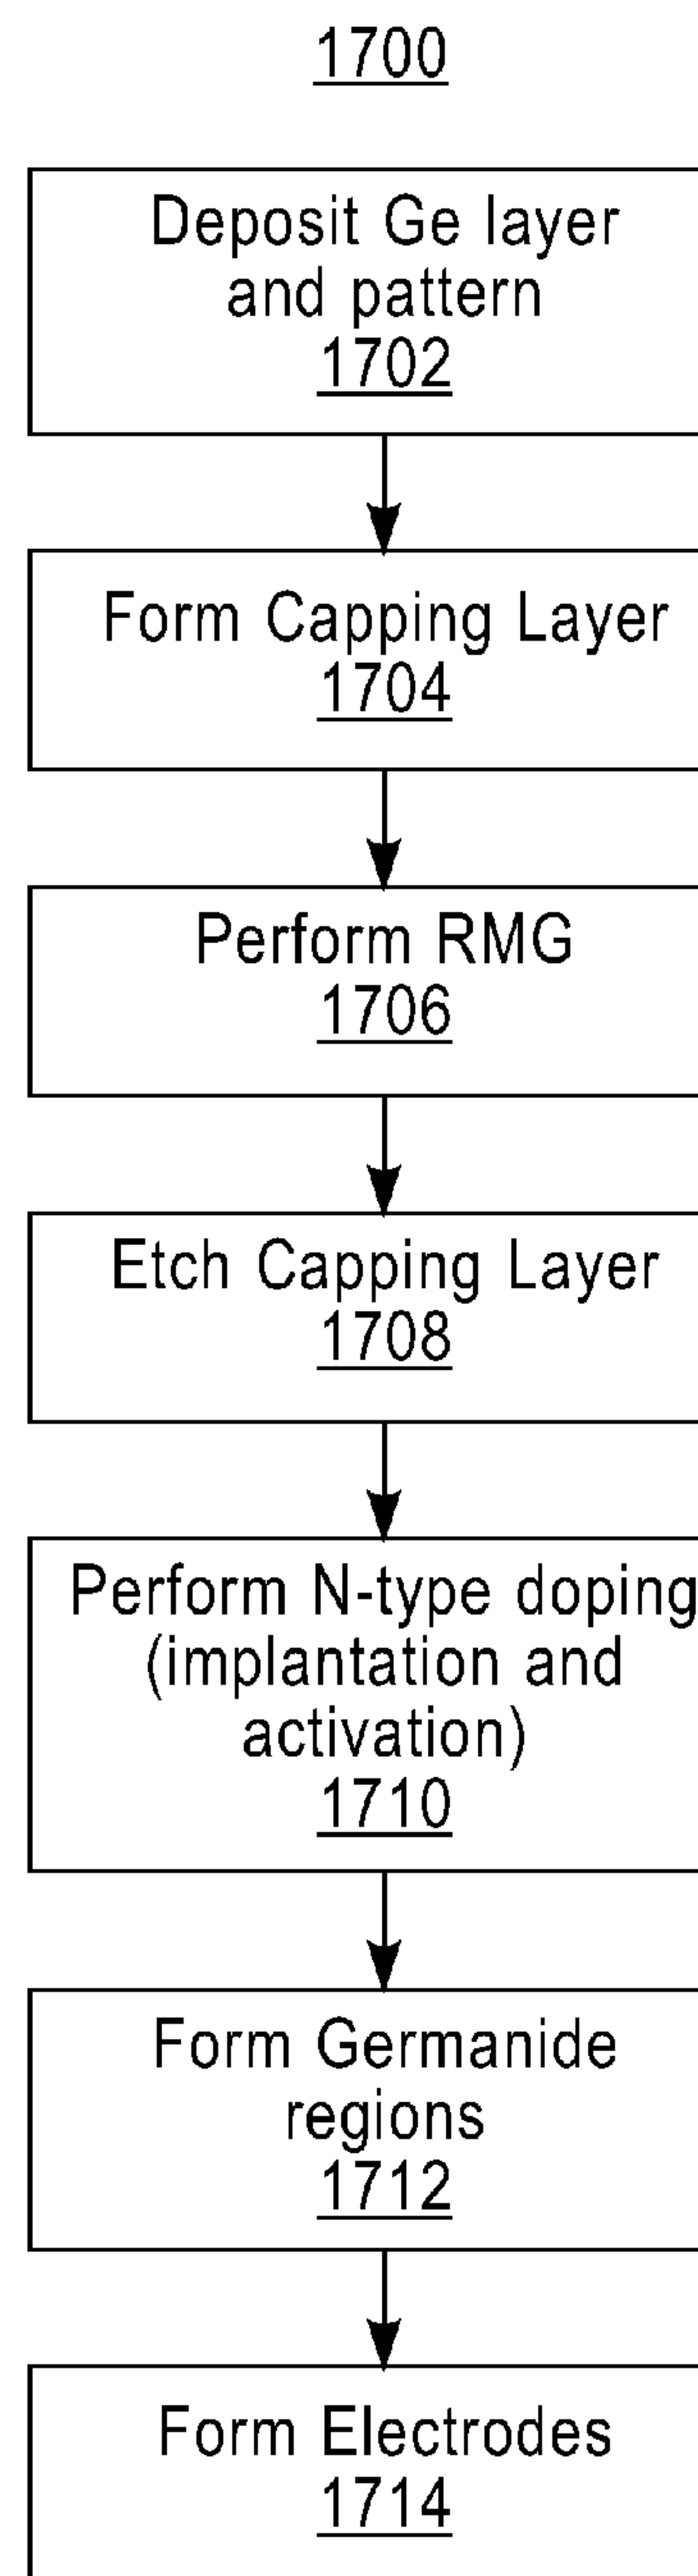 1700
Deposit Ge layer
and pattern
1702
Form Capping Layer
1704
Perform RMG
1706
Etch Capping Layer
1708
Perform N-type doping
(implantation and
activation)
1710
Form Germanide
regions
1712
Form Electrodes
1714